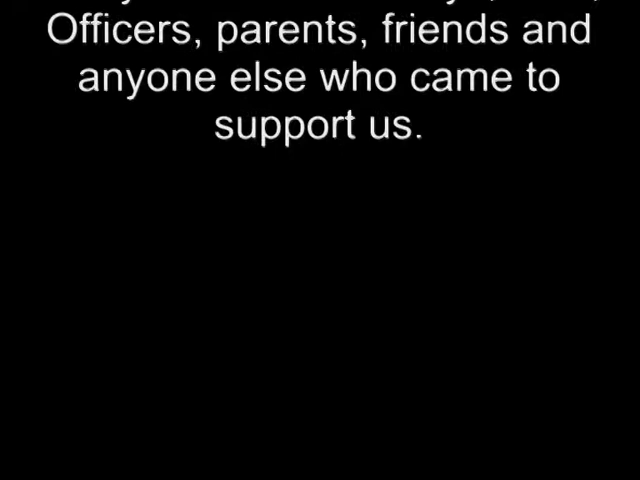 Officers, parents, friends and
anyone else who came to
support us.